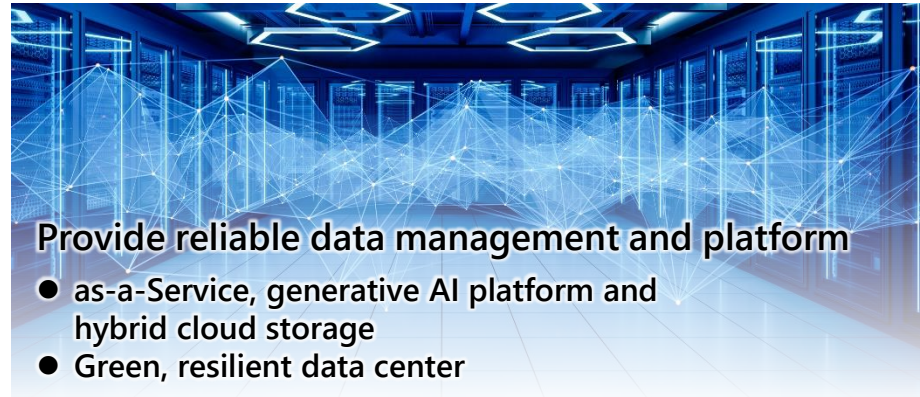 Provide reliable data management and platform
● as-a-Service, generative AI platform and
hybrid cloud storage
● Green, resilient data center